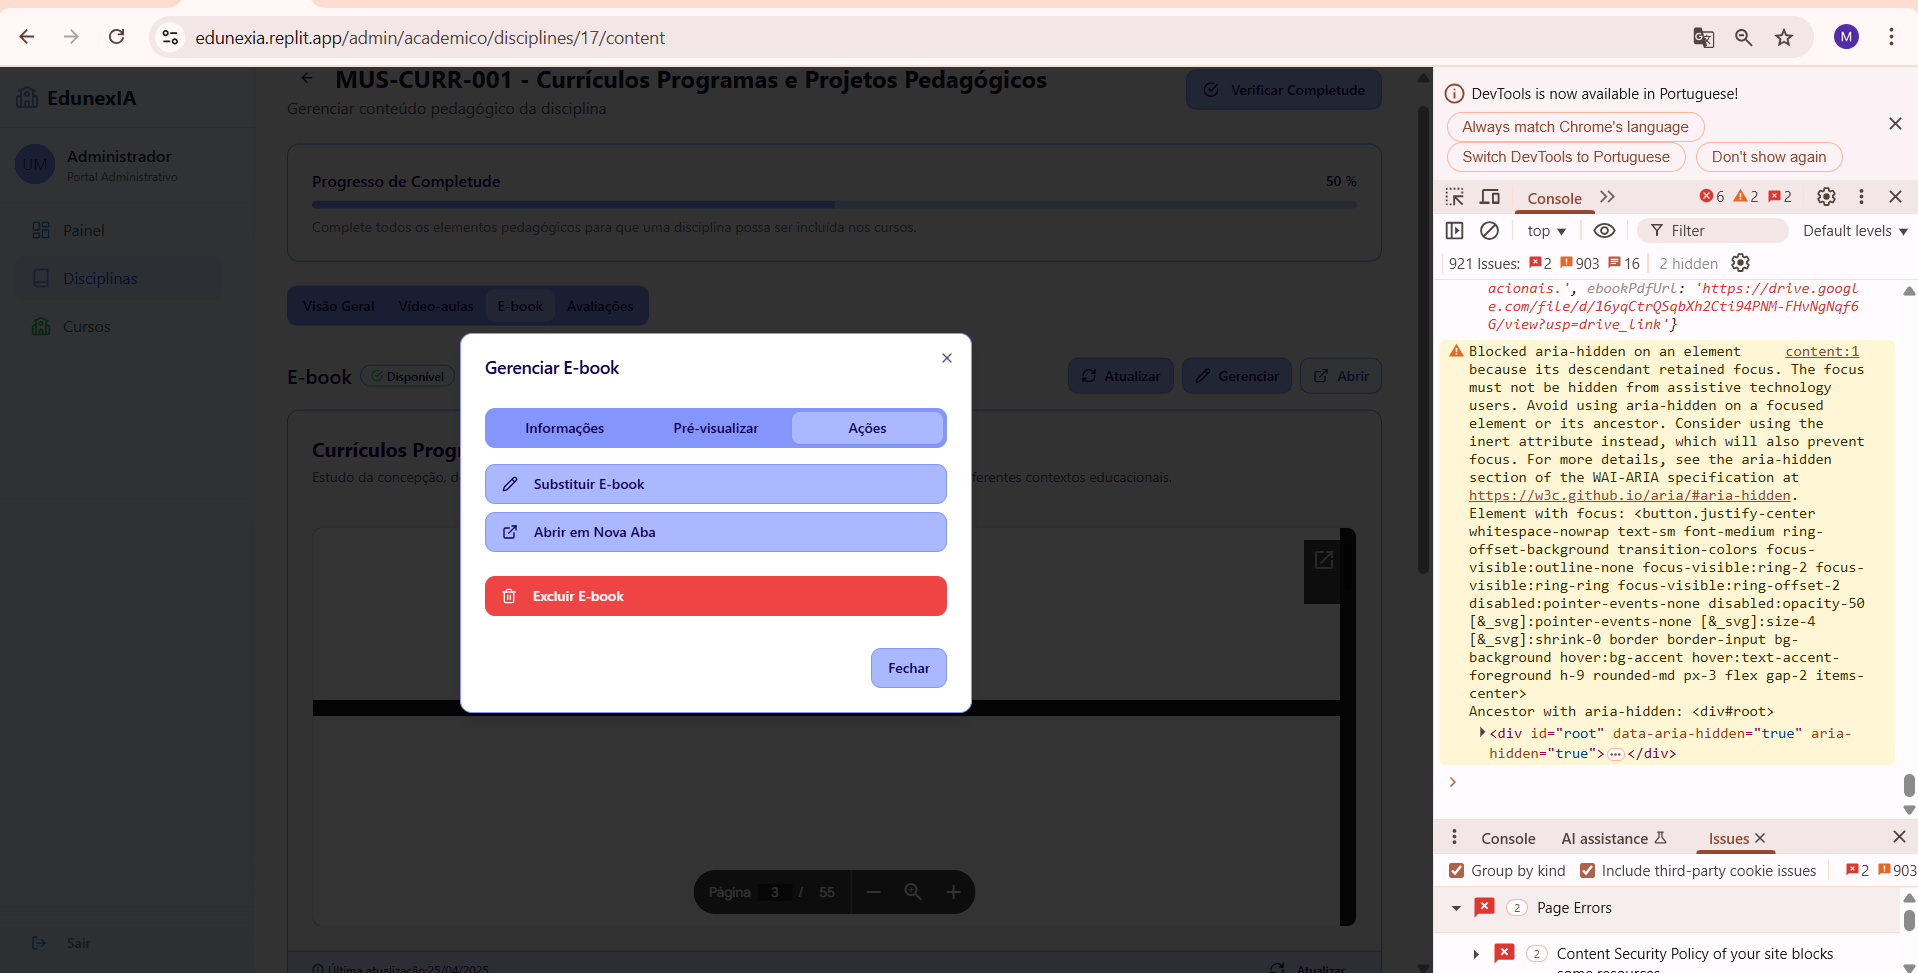 edunexia.replit.app/admin/academico/disciplines/17/content
M
EdunexIA
UM
Administrador
Portal Administrativo
Painel
Disciplinas
Cursos
Sair
MUS-CURR-001 - Currículos Programas e Projetos Pedagógicos
Gerenciar conteúdo pedagógico da disciplina
Verificar Completude
Progresso de Completude
50 %
Complete todos os elementos pedagógicos para que uma disciplina possa ser incluída nos cursos.
Visão Geral
Vídeo-aulas
E-book
Avaliações
E-book
Disponível
Atualizar
Gerenciar
Abrir
Currículos Prog
Estudo da concepção, d
ferentes contextos educacionais.
Gerenciar E-book
Informações
Pré-visualizar
Ações
Substituir E-book
Abrir em Nova Aba
Excluir E-book
Fechar
Página 3 / 55
Última atualização:25/04/2025
Atualizar
DevTools is now available in Portuguese!
Always match Chrome's language
Switch DevTools to Portuguese
Don't show again
Console
6
2
2
top
Filter
Default levels
921 Issues: 2 903 16
2 hidden
acionais.', ebookPdfUrl: 'https://drive.googl
e.com/file/d/16yqCtrQSqbXh2Cti94PNM-FHvNgNqf6
G/view?usp=drive_link'}
Blocked aria-hidden on an element content:1
because its descendant retained focus. The focus
must not be hidden from assistive technology
users. Avoid using aria-hidden on a focused
element or its ancestor. Consider using the
inert attribute instead, which will also prevent
focus. For more details, see the aria-hidden
section of the WAI-ARIA specification at
https://w3c.github.io/aria/#aria-hidden.
Element with focus: <button.justify-center
whitespace-nowrap text-sm font-medium ring-
offset-background transition-colors focus-
visible:outline-none focus-visible:ring-2 focus-
visible:ring-ring focus-visible:ring-offset-2
disabled:pointer-events-none disabled:opacity-50
[&_svg]:pointer-events-none [&_svg]:size-4
[&_svg]:shrink-0 border border-input bg-
background hover:bg-accent hover:text-accent-
foreground h-9 rounded-md px-3 flex gap-2 items-
center>
Ancestor with aria-hidden: <div#root>
<div id="root" data-aria-hidden="true" aria-
hidden="true">…</div>
Console
AI assistance
Issues
Group by kind
Include third-party cookie issues
2
903
2 Page Errors
2 Content Security Policy of your site blocks
some resources